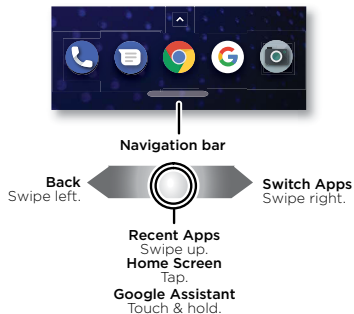 Navigation bar
Back
Swipe left.
Switch Apps
Swipe right.
Recent Apps
Swipe up.
Home Screen
Tap.
Google Assistant
Touch & hold.